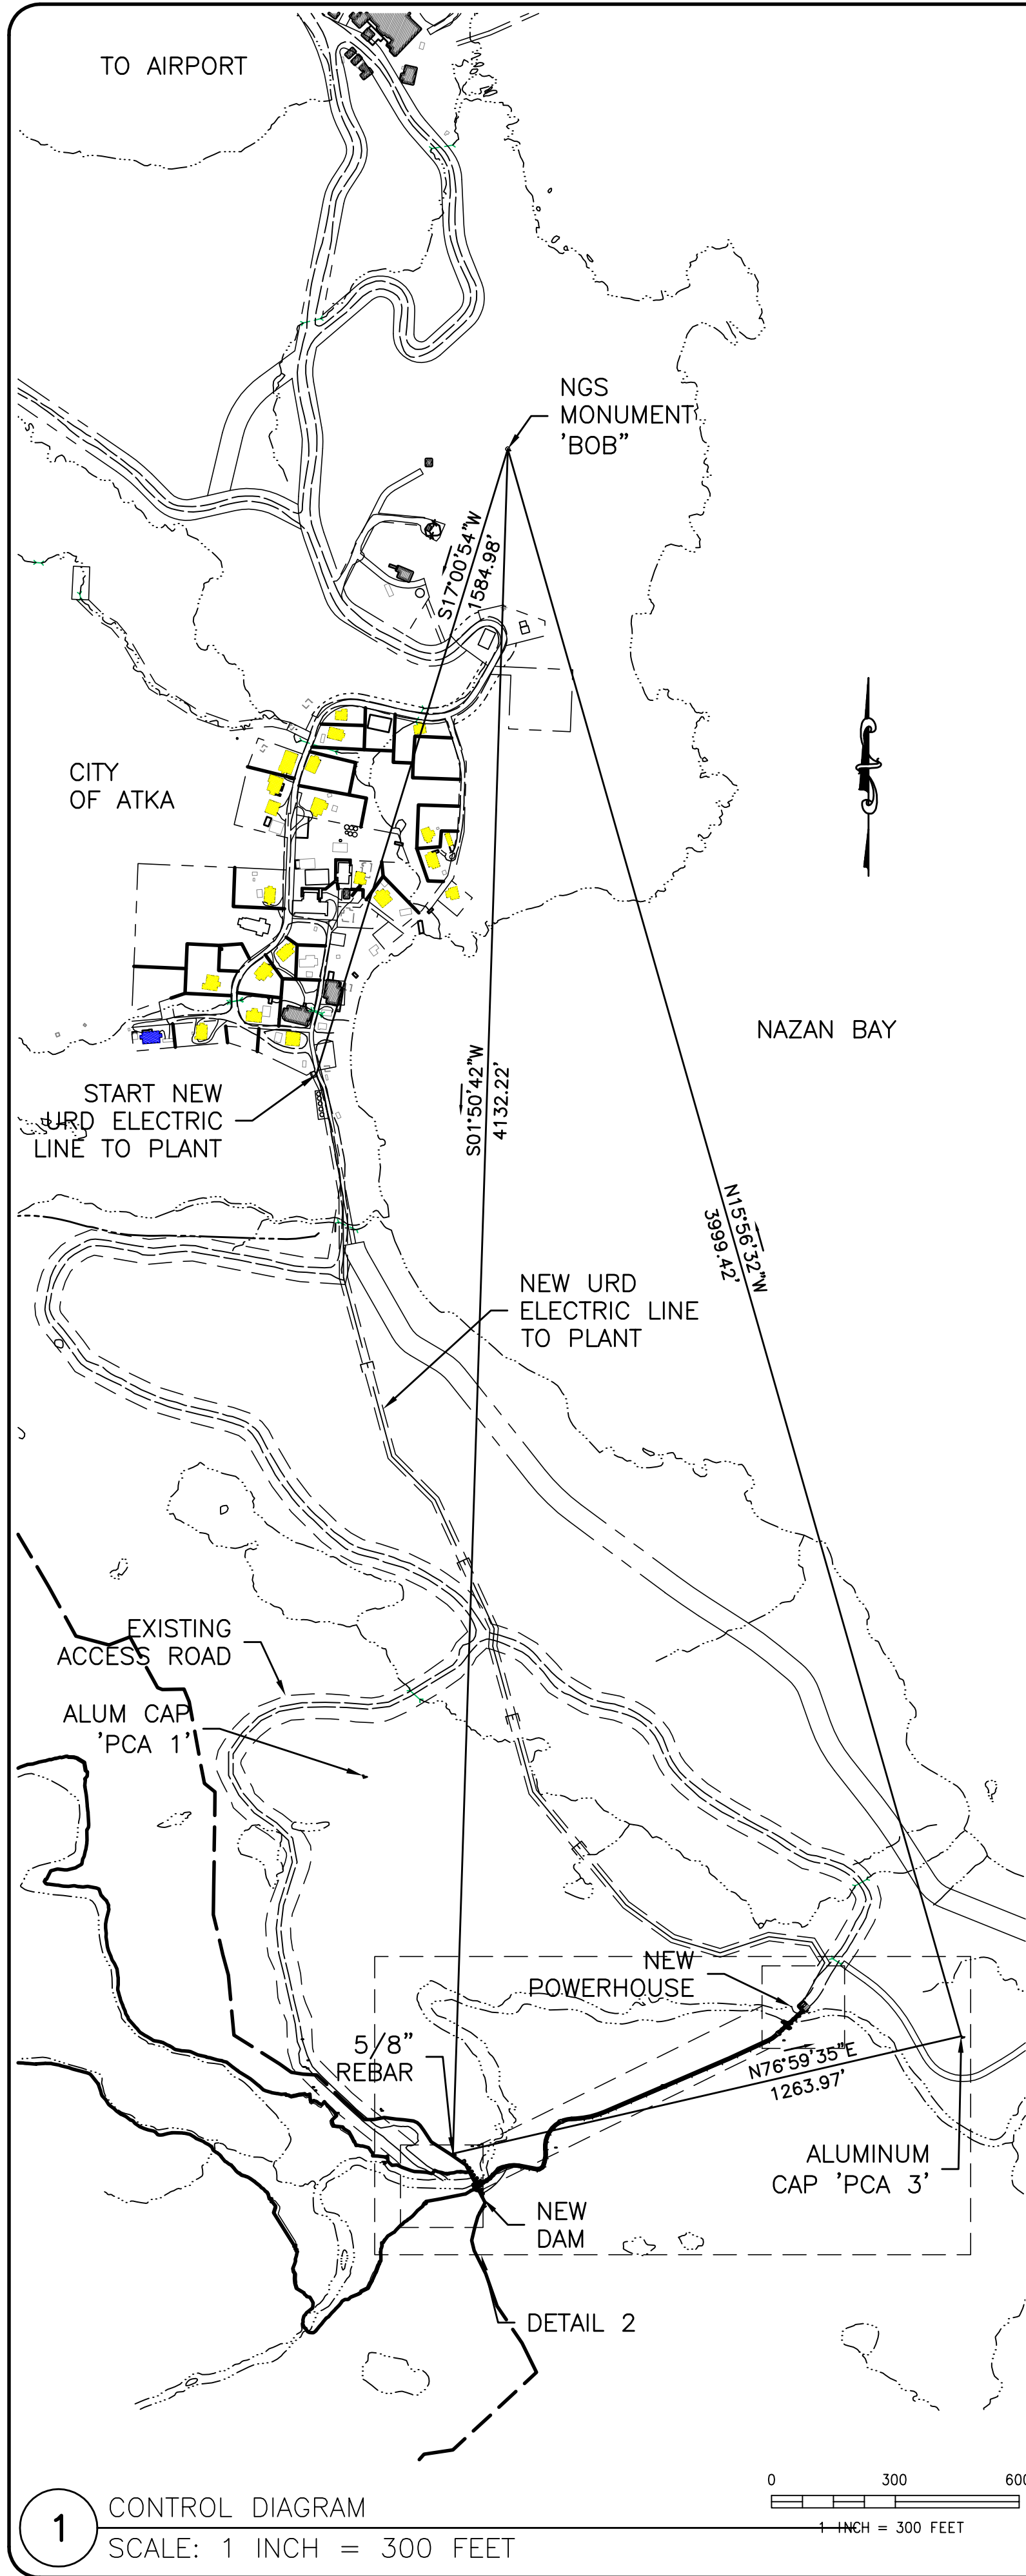 TO AIRPORT
NGS
MONUMENT
'BOB"
S17°00'54"W
1584.98'
CITY
OF ATKA
NAZAN BAY
START NEW
URD ELECTRIC
LINE TO PLANT
S01°50'42"W
4132.22'
N15°56'32"W
3999.42'
NEW URD
ELECTRIC LINE
TO PLANT
E
E
E
E
EXISTING
ACCESS ROAD
ALUM CAP
'PCA 1'
NEW
POWERHOUSE
5/8"
REBAR
N76°59'35"E
1263.97'
ALUMINUM
CAP 'PCA 3'
NEW
DAM
DETAIL 2
0 300 600
1 INCH = 300 FEET
1
CONTROL DIAGRAM
SCALE: 1 INCH = 300 FEET